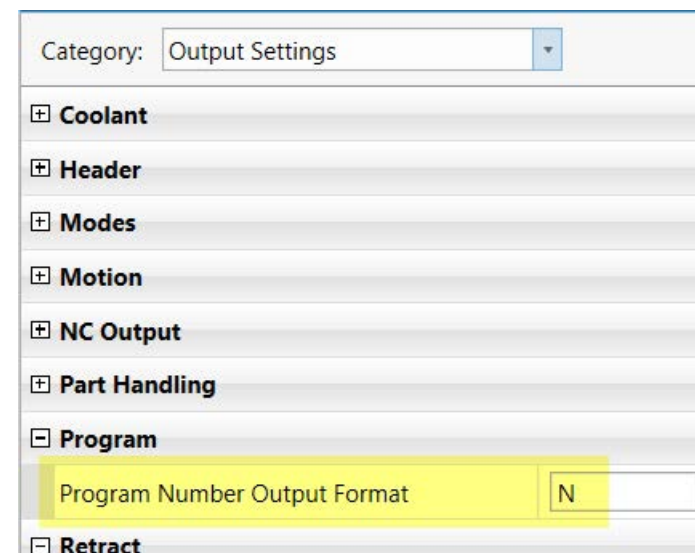 Category: Output Settings
Coolant
Header
Modes
Motion
NC Output
Part Handling
Program
Program Number Output Format N
Retract